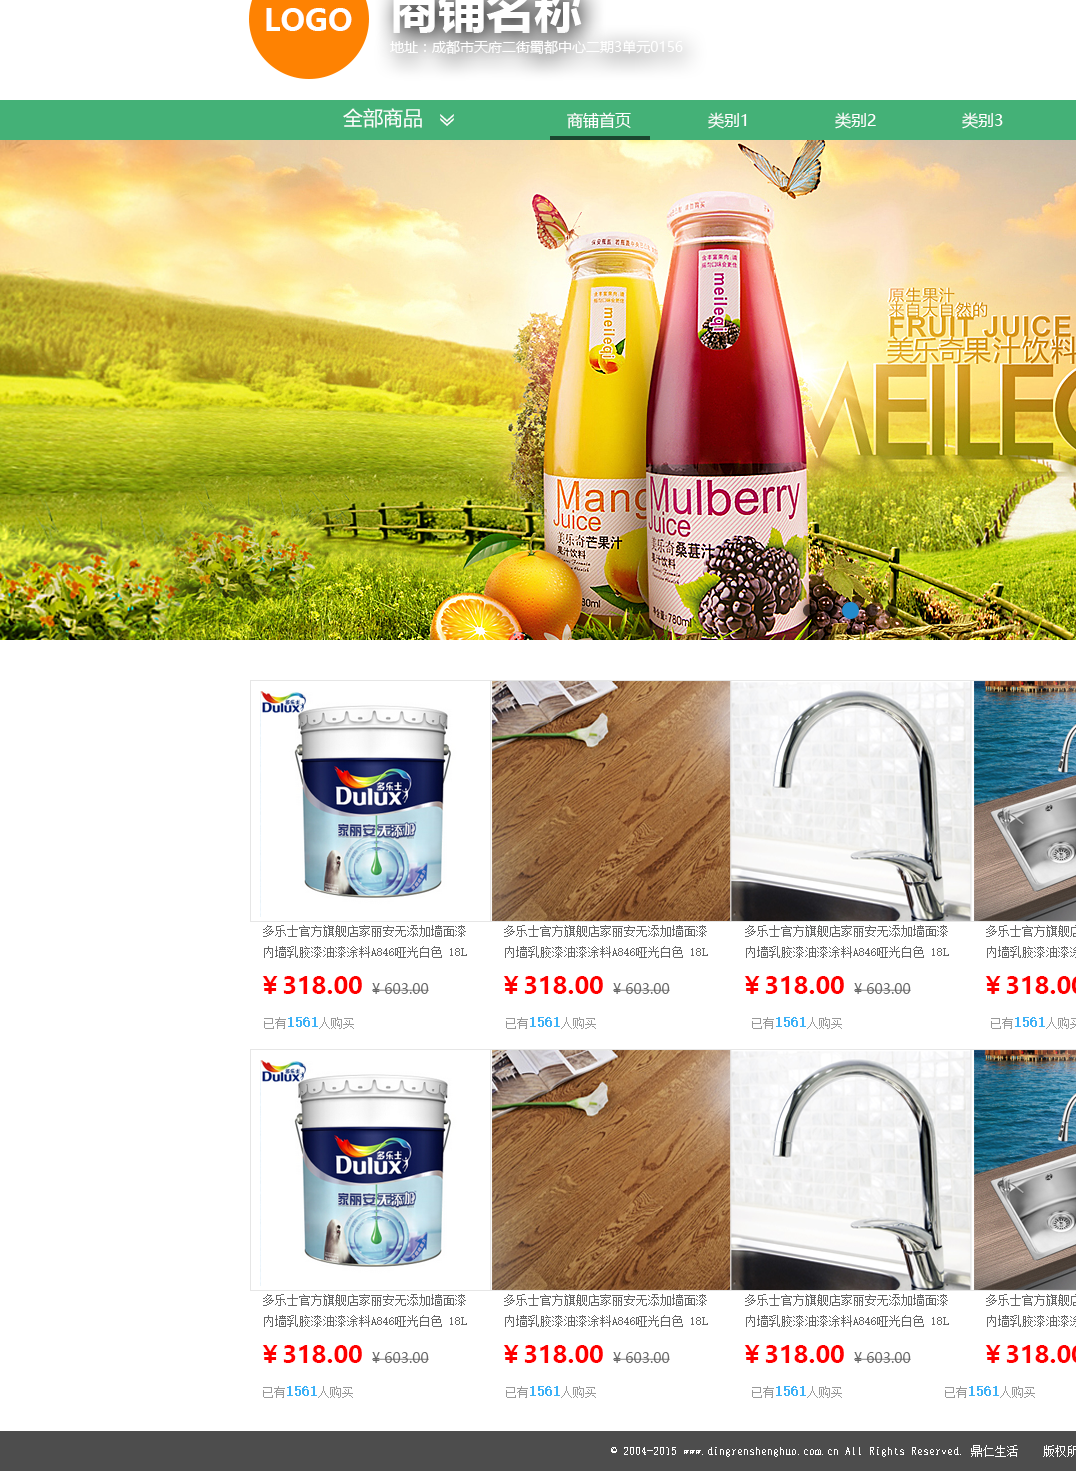 LOGO
商铺名称
地址：成都市天府二街蜀都中心二期3单元0156
全部商品
商铺首页
类别1
类别2
类别3
meileqi
meileqi
原生果汁
来自大自然的
FRUIT JUICE
美乐奇果汁饮料
MEILEQ
Mang
Juice
美乐奇芒果汁
果汁饮料
Mulberry
Juice
美乐奇桑葚汁
果汁饮料
净含量:780ml
多乐士
Dulux
多乐士
Dulux
家丽安无添加
多乐士官方旗舰店家丽安无添加墙面漆
内墙乳胶漆油漆涂料A846哑光白色 18L
¥ 318.00 ¥ 603.00
已有1561人购买
多乐士官方旗舰店家丽安无添加墙面漆
内墙乳胶漆油漆涂料A846哑光白色 18L
¥ 318.00 ¥ 603.00
已有1561人购买
多乐士官方旗舰店家丽安无添加墙面漆
内墙乳胶漆油漆涂料A846哑光白色 18L
¥ 318.00 ¥ 603.00
已有1561人购买
多乐士官方旗舰店
内墙乳胶漆油漆涂
¥ 318.00
已有1561人购买
多乐士
Dulux
多乐士
Dulux
家丽安无添加
多乐士官方旗舰店家丽安无添加墙面漆
内墙乳胶漆油漆涂料A846哑光白色 18L
¥ 318.00 ¥ 603.00
已有1561人购买
多乐士官方旗舰店家丽安无添加墙面漆
内墙乳胶漆油漆涂料A846哑光白色 18L
¥ 318.00 ¥ 603.00
已有1561人购买
多乐士官方旗舰店家丽安无添加墙面漆
内墙乳胶漆油漆涂料A846哑光白色 18L
¥ 318.00 ¥ 603.00
已有1561人购买
多乐士官方旗舰店
内墙乳胶漆油漆涂
¥ 318.00
已有1561人购买
© 2004-2015 www.dingrenshenghuo.com.cn All Rights Reserved. 鼎仁生活 版权所